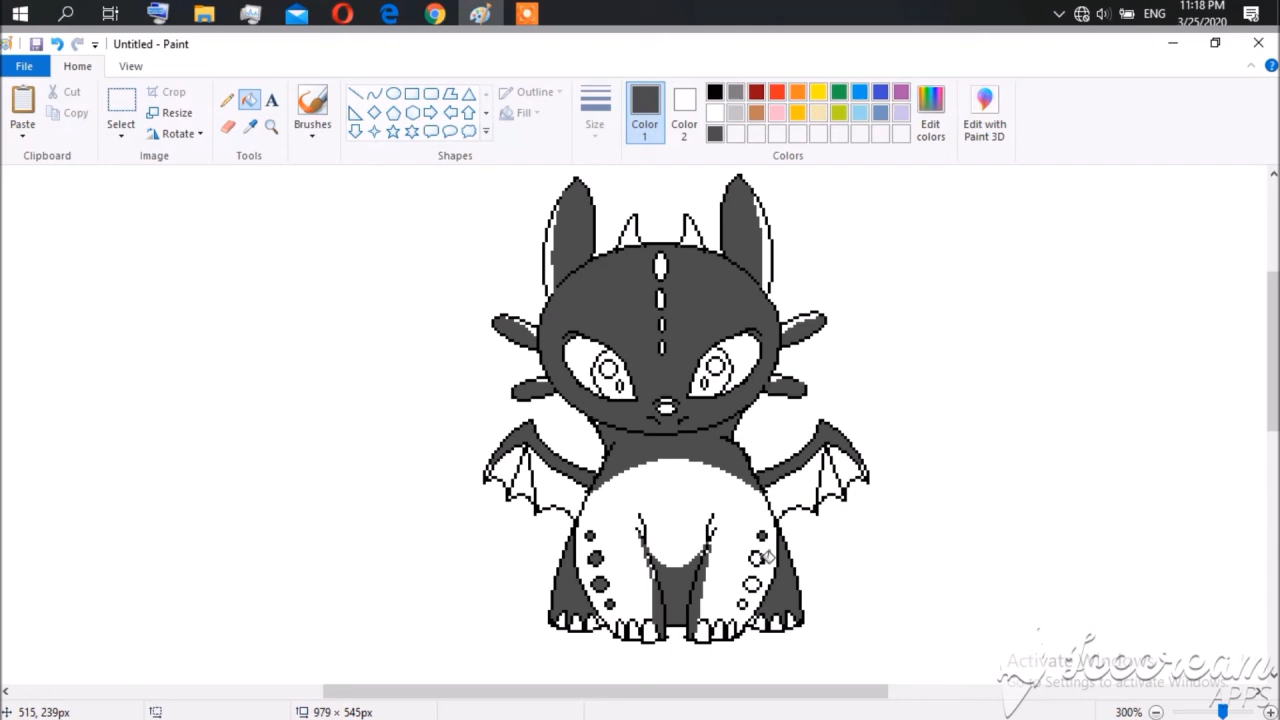 11:18 PM
ENG
3/25/2020
Untitled - Paint
File Home View
Cut
Copy
Paste
Crop
Resize
Rotate
Select
Brushes
Outline
Fill
Size
Color 1
Color 2
Edit colors
Edit with Paint 3D
Clipboard Image Tools Shapes Colors
Activate Windows
Go to Settings to activate Windows.
Icecream
APPS
515, 239px
979 × 545px
300%